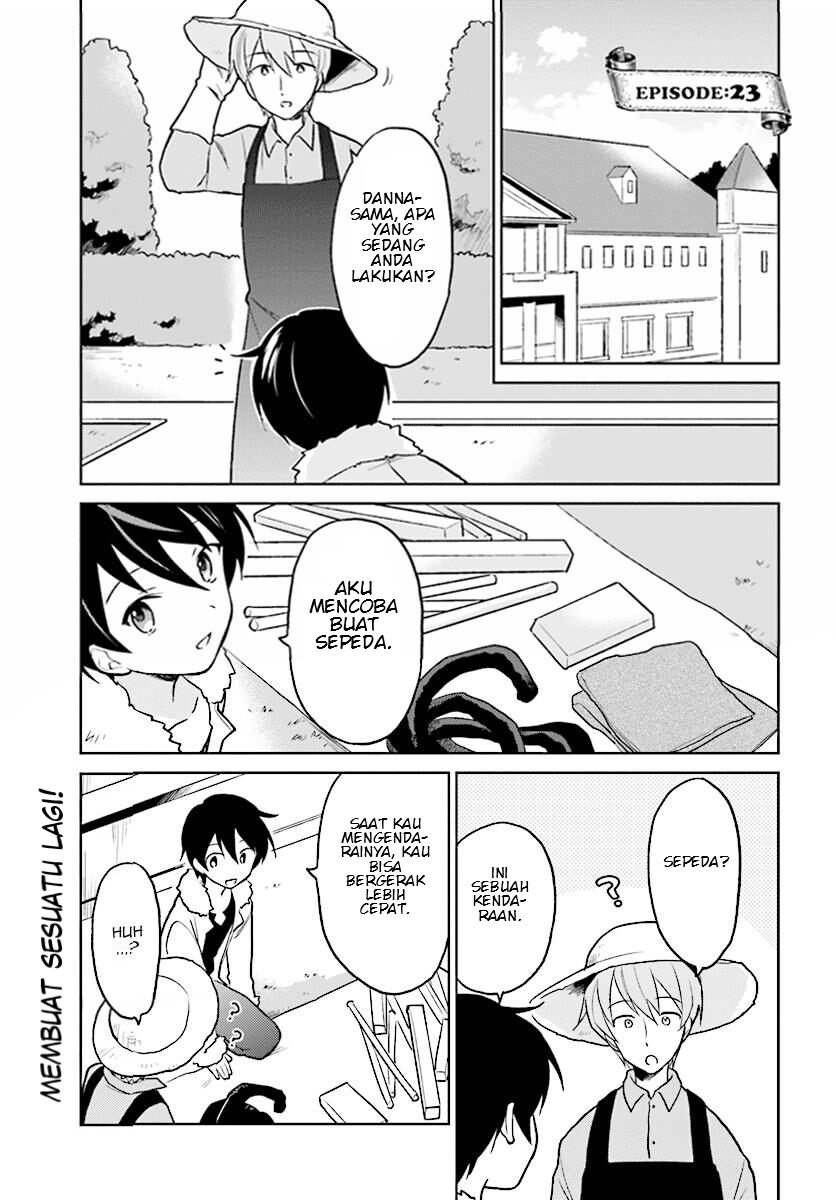 EPISODE:23
DANNA-
SAMA, APA
YANG
SEDANG
ANDA
LAKUKAN?
AKU
MENCOBA
BUAT
SEPEDA.
SEPEDA?
INI
SEBUAH
KENDA-
RAAN.
SAAT KAU
MENGENDA-
RAINYA, KAU
BISA
BERGERAK
LEBIH
CEPAT.
HUH
...?
MEMBUAT SESUATU LAGI!
?
?
?